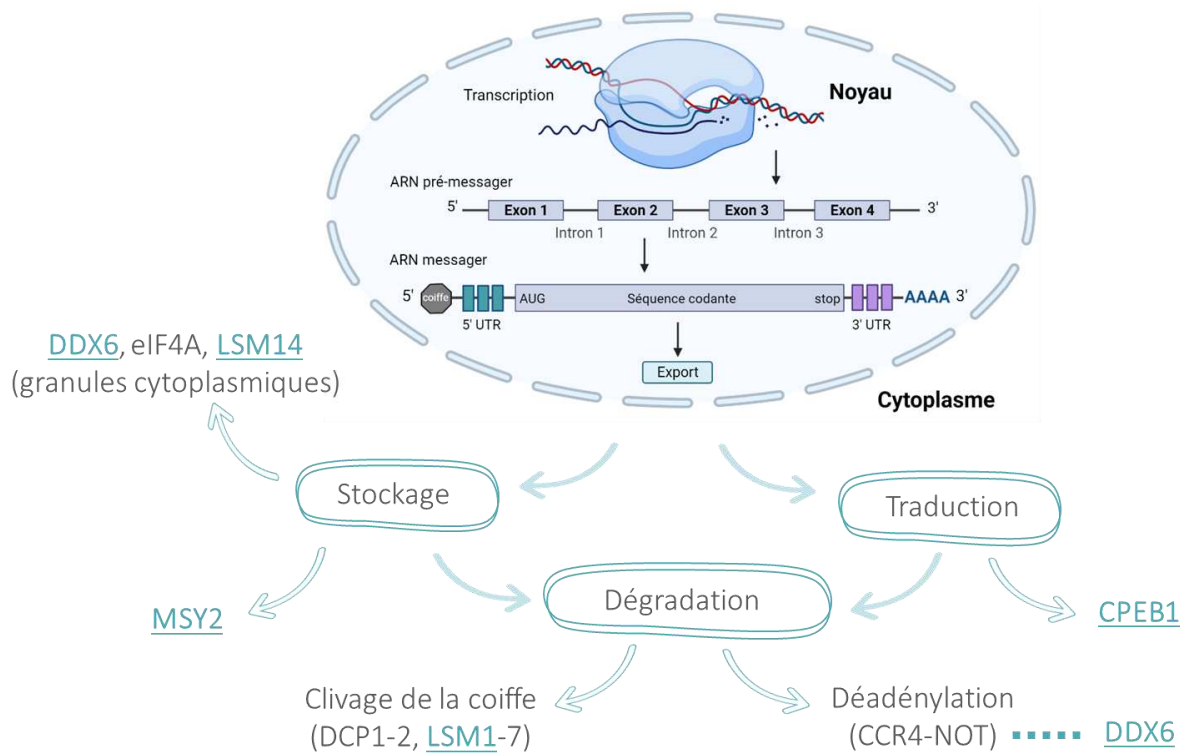 Transcription
Noyau
ARN pré-messager
5' Exon 1 Exon 2 Exon 3 Exon 4 3'
Intron 1 Intron 2 Intron 3
ARN messager
5' coiffe AUG Séquence codante stop AAAA 3'
5' UTR 3' UTR
Export
Cytoplasme
DDX6, eIF4A, LSM14
(granules cytoplasmiques)
Stockage
Traduction
MSY2
Dégradation
CPEB1
Clivage de la coiffe
(DCP1-2, LSM1-7)
Déadénylation
(CCR4-NOT) DDX6